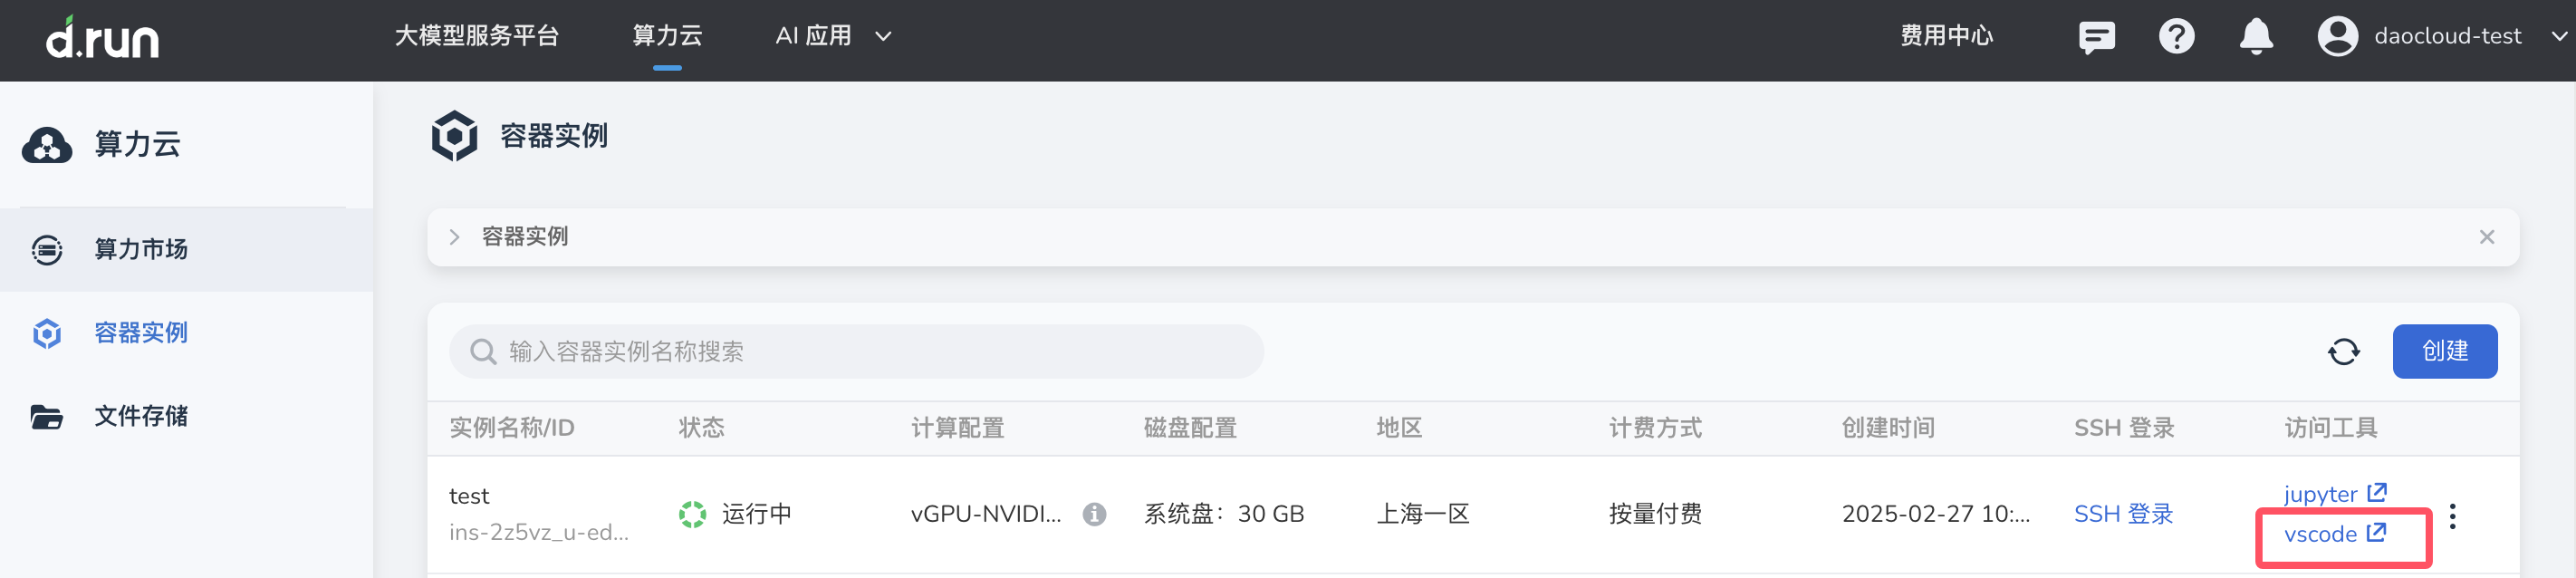 d.run 大模型服务平台 算力云 AI 应用 费用中心 daocloud-test
算力云
容器实例
算力市场
容器实例
文件存储
容器实例
输入容器实例名称搜索 创建
实例名称/ID 状态 计算配置 磁盘配置 地区 计费方式 创建时间 SSH 登录 访问工具
test
ins-2z5vz_u-ed...
运行中 vGPU-NVIDI... 系统盘：30 GB 上海一区 按量付费 2025-02-27 10:... SSH 登录
jupyter
vscode